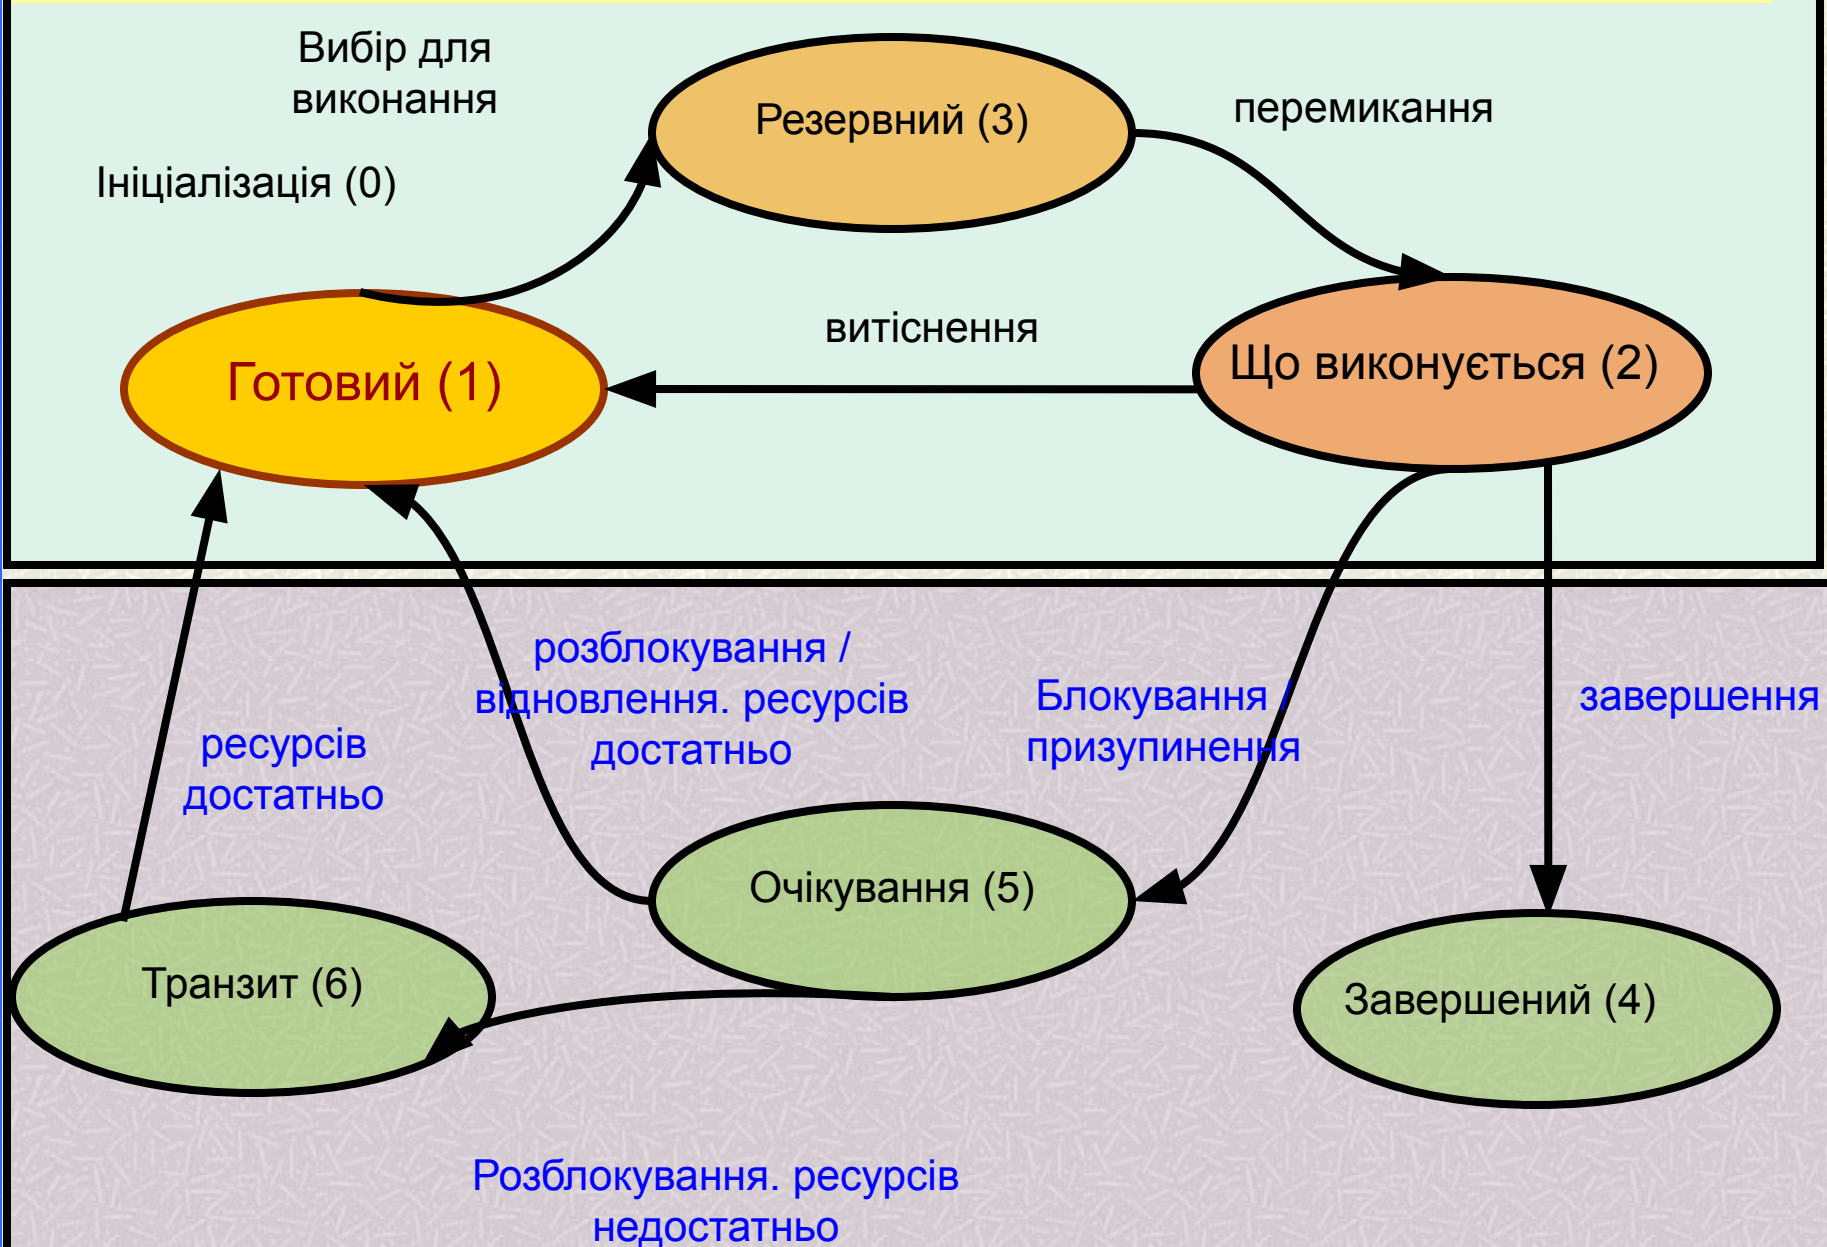 Вибір для
виконання
Резервний (3)
перемикання
Ініціалізація (0)
витіснення
Готовий (1)
Що виконується (2)
розблокування /
відновлення. ресурсів
достатньо
Блокування /
призупинення
завершення
ресурсів
достатньо
Очікування (5)
Транзит (6)
Завершений (4)
Розблокування. ресурсів
недостатньо